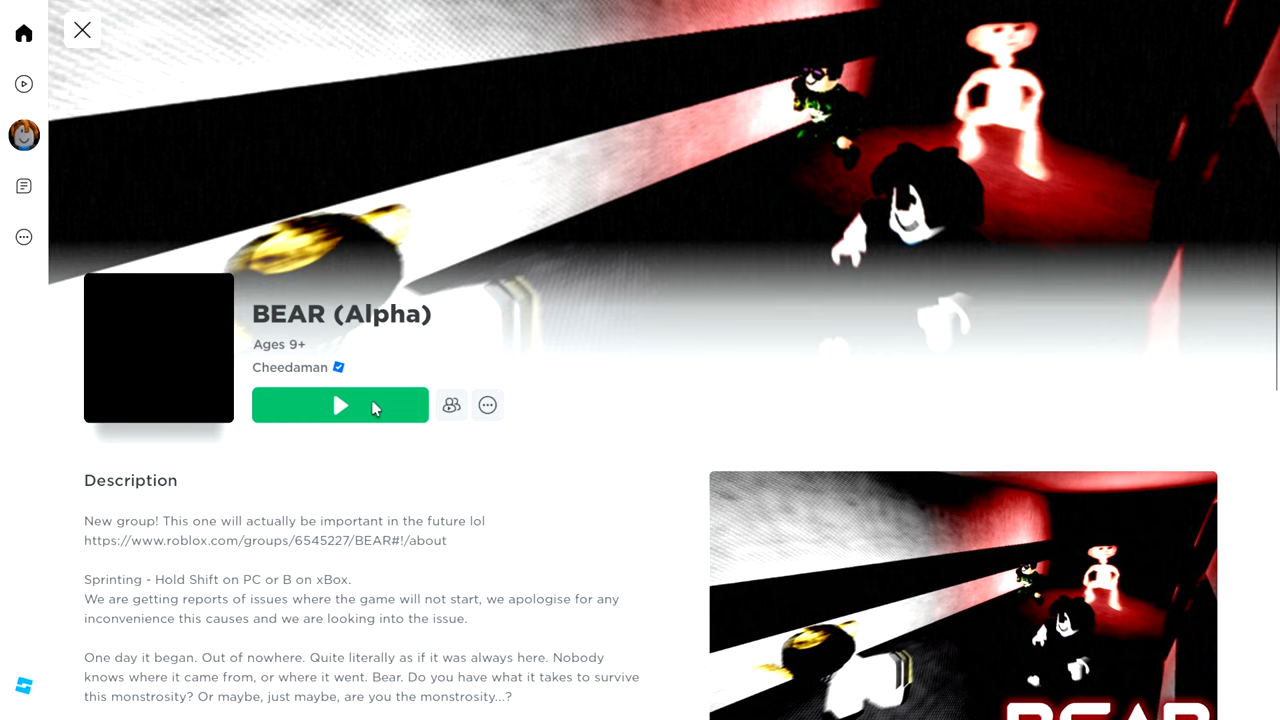 BEAR (Alpha)
Ages 9+
Cheedaman
Description
New group! This one will actually be important in the future lol
https://www.roblox.com/groups/6545227/BEAR#!/about
Sprinting - Hold Shift on PC or B on xBox.
We are getting reports of issues where the game will not start, we apologise for any
inconvenience this causes and we are looking into the issue.
One day it began. Out of nowhere. Quite literally as if it was always here. Nobody
knows where it came from, or where it went. Bear. Do you have what it takes to survive
this monstrosity? Or maybe, just maybe, are you the monstrosity...?
BEAR